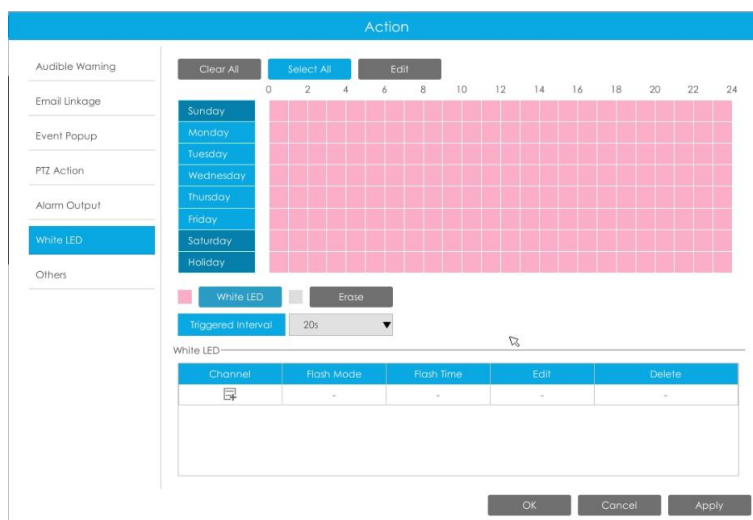 Action
Audible Warning
Email Linkage
Event Popup
PTZ Action
Alarm Output
White LED
Others
Clear All Select All Edit
0 2 4 6 8 10 12 14 16 18 20 22 24
Sunday
Monday
Tuesday
Wednesday
Thursday
Friday
Saturday
Holiday
White LED Erase
Triggered Interval 20s
White LED
Channel Flash Mode Flash Time Edit Delete
- - - -
OK Cancel Apply